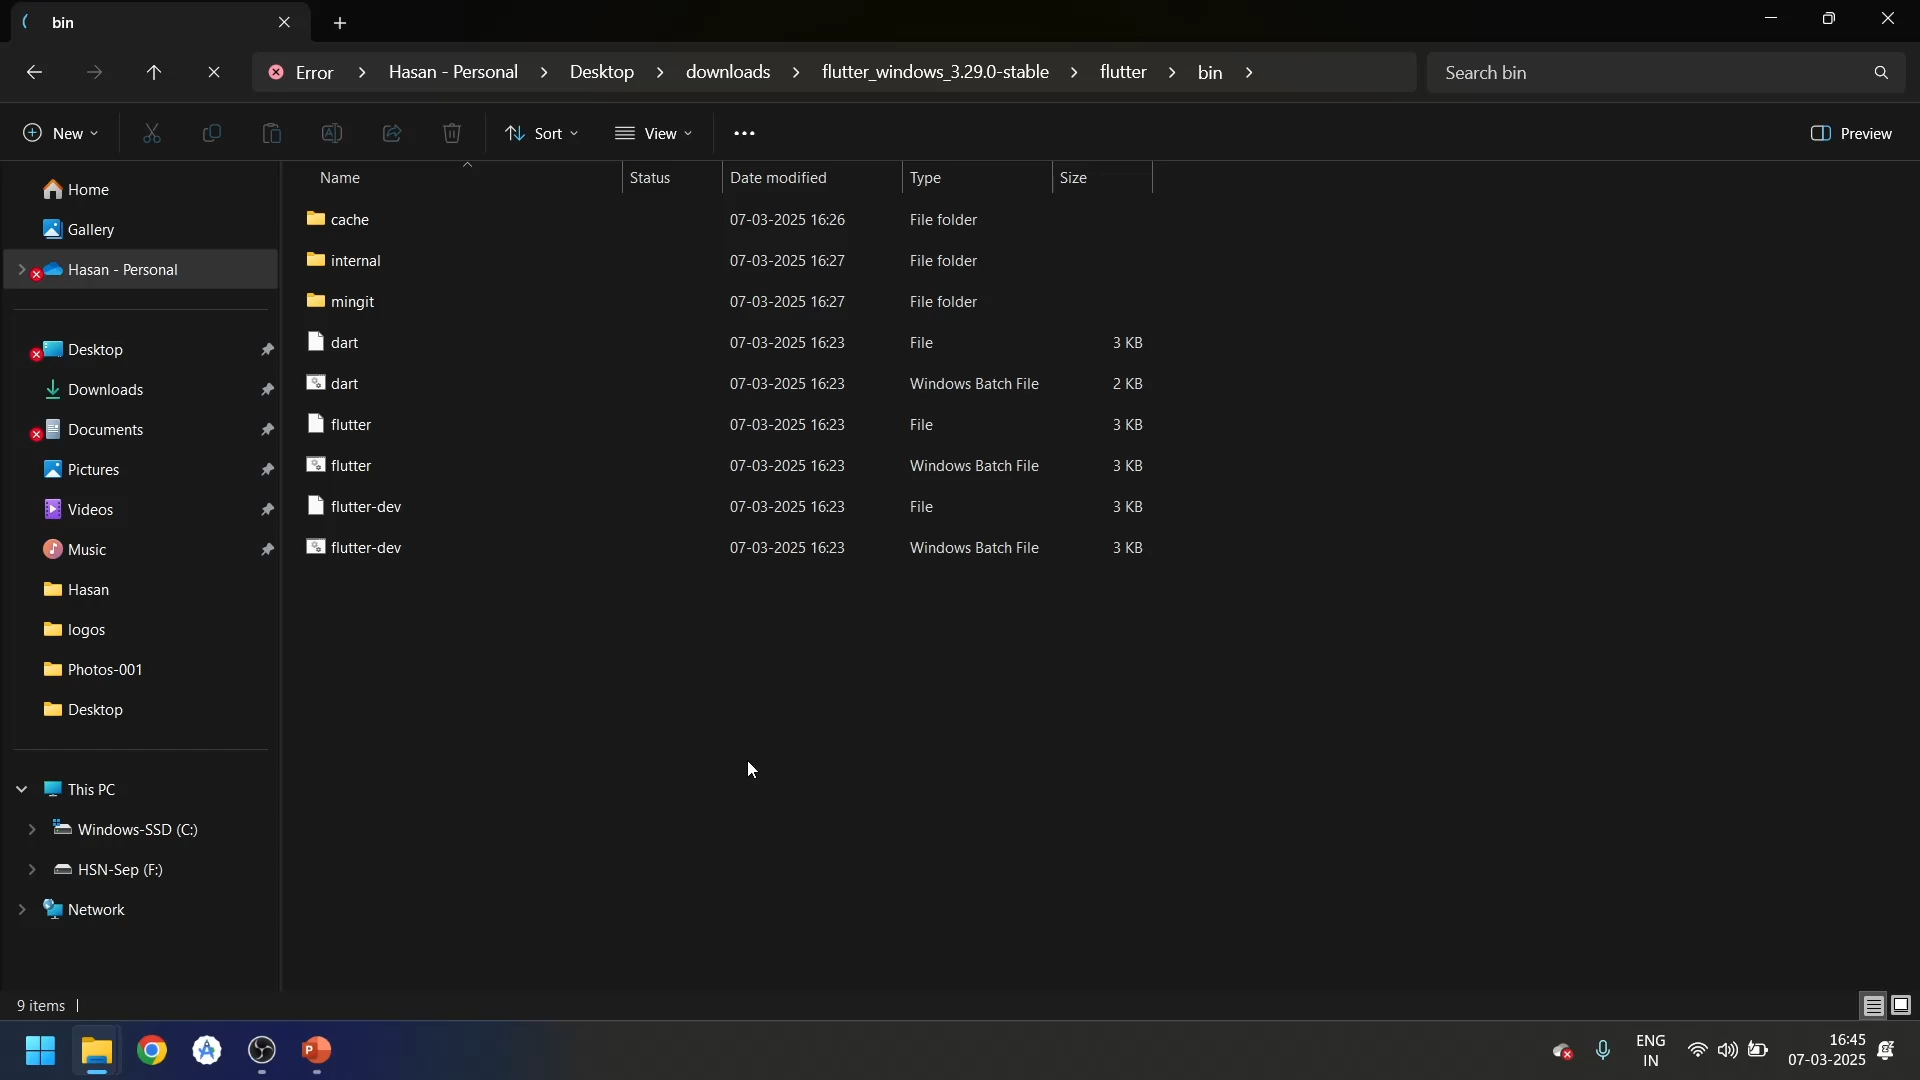 bin
Error > Hasan - Personal > Desktop > downloads > flutter_windows_3.29.0-stable > flutter > bin >
Search bin
New
Sort
View
Preview
Name Status Date modified Type Size
Home
Gallery
Hasan - Personal
Desktop
Downloads
Documents
Pictures
Videos
Music
Hasan
logos
Photos-001
Desktop
This PC
Windows-SSD (C:)
HSN-Sep (F:)
Network
cache 07-03-2025 16:26 File folder
internal 07-03-2025 16:27 File folder
mingit 07-03-2025 16:27 File folder
dart 07-03-2025 16:23 File 3 KB
dart 07-03-2025 16:23 Windows Batch File 2 KB
flutter 07-03-2025 16:23 File 3 KB
flutter 07-03-2025 16:23 Windows Batch File 3 KB
flutter-dev 07-03-2025 16:23 File 3 KB
flutter-dev 07-03-2025 16:23 Windows Batch File 3 KB
9 items
ENG
IN
16:45
07-03-2025